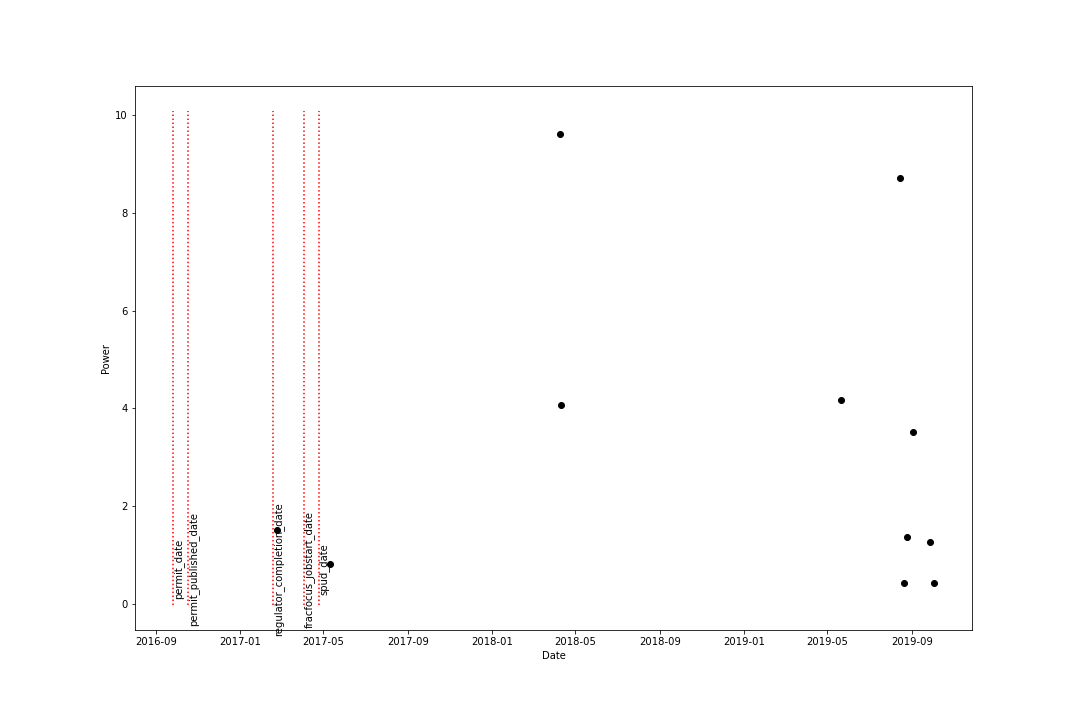 10
8
6
4
2
0
Power
permit_date
permit_published_date
regulator_completion_date
fracfocus_jobstart_date
spud_date
2016-09
2017-01
2017-05
2017-09
2018-01
2018-05
2018-09
2019-01
2019-05
2019-09
Date